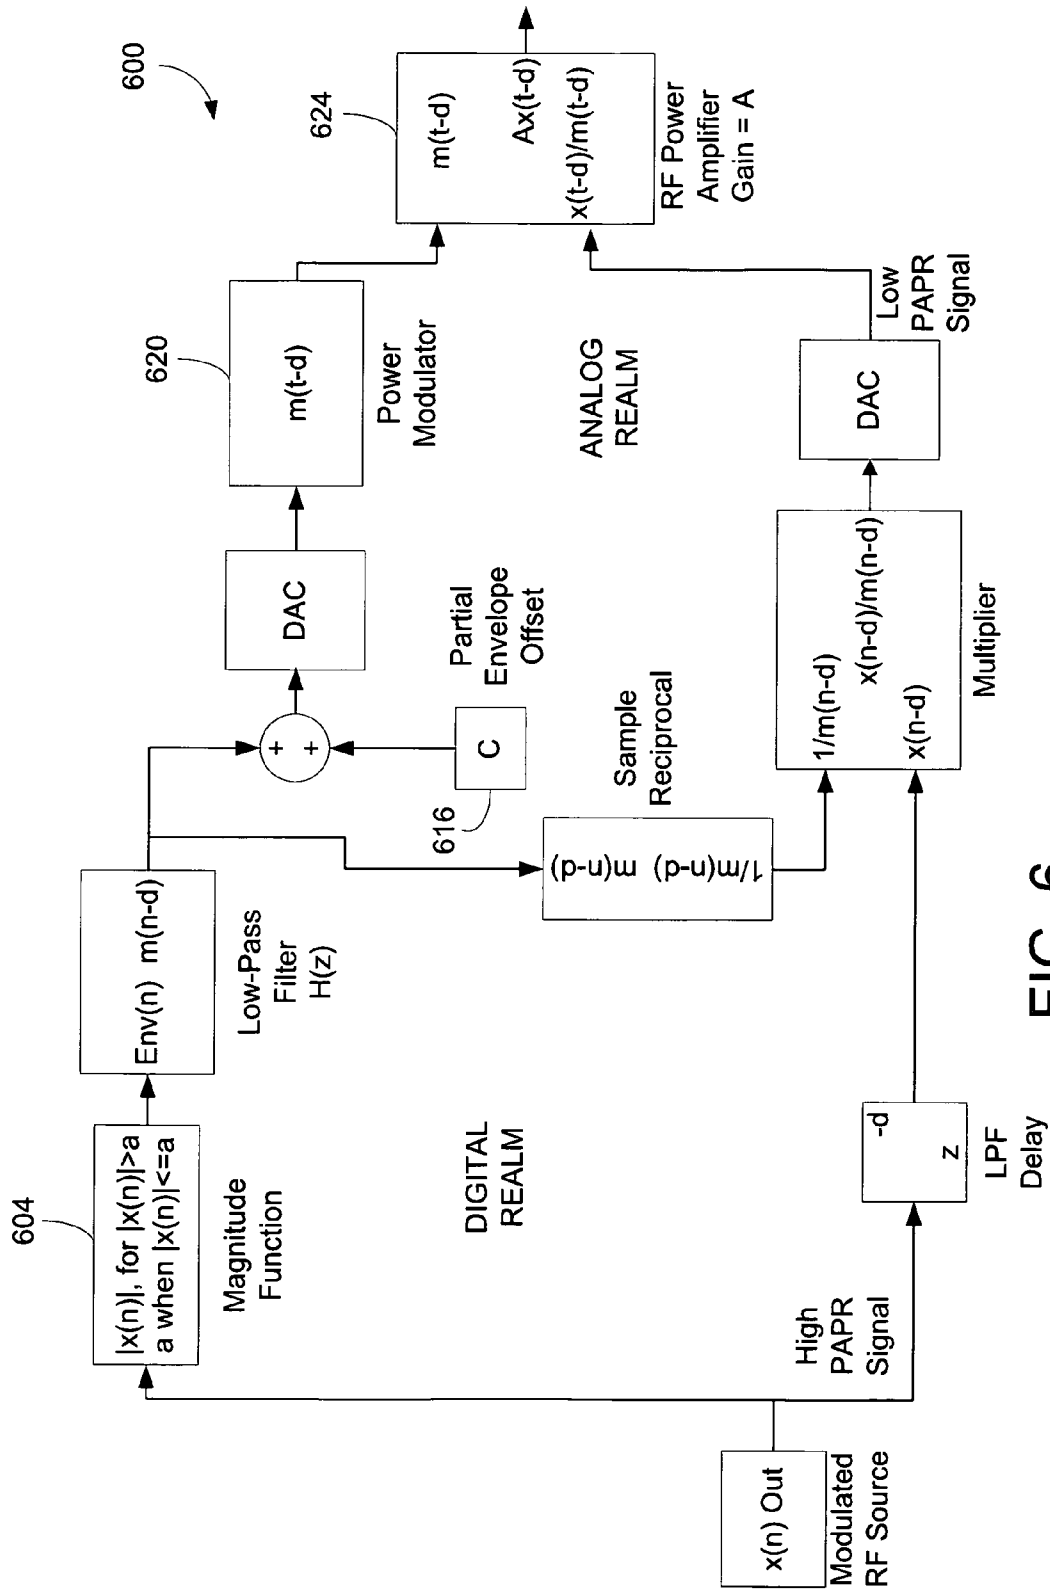 600
624
m(t-d)
Ax(t-d)
x(t-d)/m(t-d)
RF Power
Amplifier
Gain = A
620
m(t-d)
Power
Modulator
ANALOG
REALM
Low
PAPR
Signal
DAC
DAC
Partial
Envelope
Offset
+
+
C
616
Sample
Reciprocal
m(n-d)
1/m(n-d)
1/m(n-d)
x(n-d)/m(n-d)
x(n-d)
Multiplier
Env(n) m(n-d)
Low-Pass
Filter
H(z)
604
|x(n)|, for |x(n)|>a
a when |x(n)|<=a
Magnitude
Function
DIGITAL
REALM
-d
z
LPF
Delay
High
PAPR
Signal
x(n) Out
Modulated
RF Source